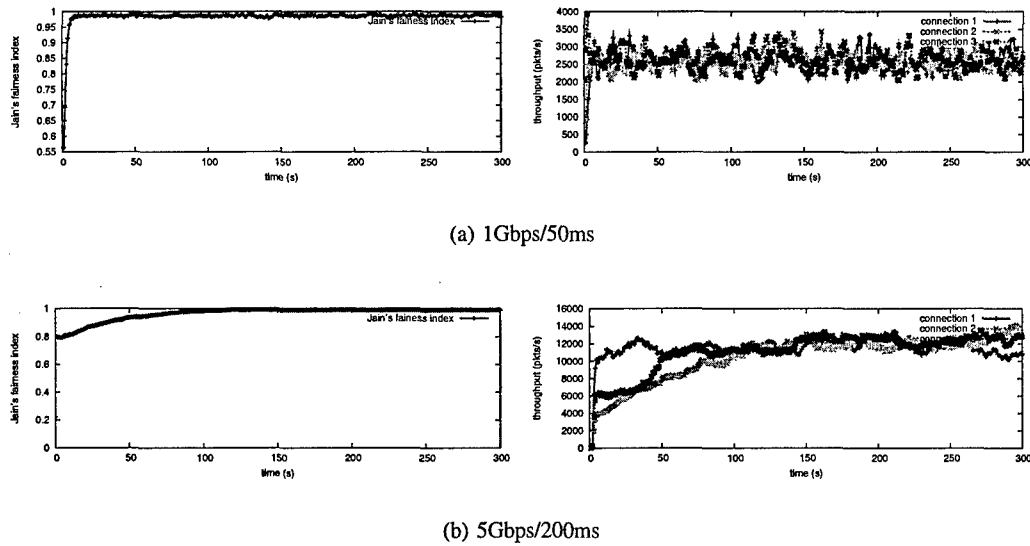 Jain's fainess index
1
0.95
0.9
0.85
0.8
0.75
0.7
0.65
0.6
0.55
0 50 100 150 200 250 300
time (s)
Jain's fainess index
throughput (pkts/s)
4000
3500
3000
2500
2000
1500
1000
500
0
0 50 100 150 200 250 300
time (s)
connection 1
connection 2
connection 3
(a) 1Gbps/50ms
Jain's fairness index
1
0.8
0.6
0.4
0.2
0
0 50 100 150 200 250 300
time (s)
Jain's fainess index
throughput (pkts/s)
16000
14000
12000
10000
8000
6000
4000
2000
0
0 50 100 150 200 250 300
time (s)
connection 1
connection 2
(b) 5Gbps/200ms